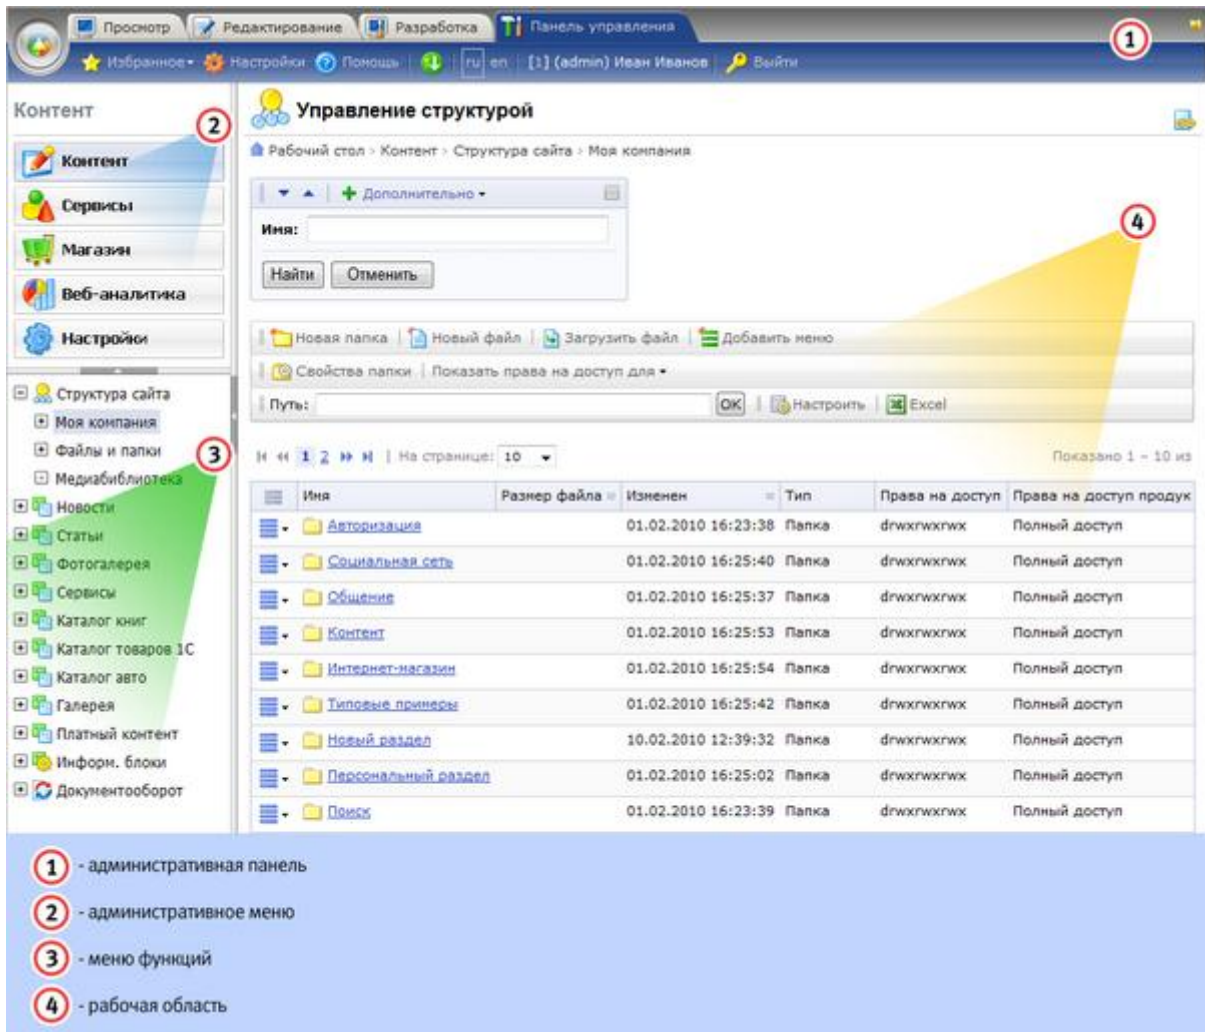 Просмотр Редактирование Разработка Панель управления
1
Избранное Настройки Помощь ru en [1] (admin) Иван Иванов Выйти
Контент
2
Контент
Сервисы
Магазин
Веб-аналитика
Настройки
Структура сайта
Моя компания
Файлы и папки
3
Медиабиблиотека
Новости
Статьи
Фотогалерея
Сервисы
Каталог книг
Каталог товаров 1С
Каталог авто
Галерея
Платный контент
Информ. блоки
Документооборот
Управление структурой
Рабочий стол › Контент › Структура сайта › Моя компания
Дополнительно
4
Имя:
Найти Отменить
Новая папка Новый файл Загрузить файл Добавить меню
Свойства папки Показать права на доступ для
Путь: OK Настроить Excel
1 2 На странице: 10 Показано 1 – 10 из
Имя Размер файла Изменен Тип Права на доступ Права на доступ продук
Авторизация 01.02.2010 16:23:38 Папка drwxrwxrwx Полный доступ
Социальная сеть 01.02.2010 16:25:40 Папка drwxrwxrwx Полный доступ
Общение 01.02.2010 16:25:37 Папка drwxrwxrwx Полный доступ
Контент 01.02.2010 16:25:53 Папка drwxrwxrwx Полный доступ
Интернет-магазин 01.02.2010 16:25:54 Папка drwxrwxrwx Полный доступ
Типовые примеры 01.02.2010 16:25:42 Папка drwxrwxrwx Полный доступ
Новый раздел 10.02.2010 12:39:32 Папка drwxrwxrwx Полный доступ
Персональный раздел 01.02.2010 16:25:02 Папка drwxrwxrwx Полный доступ
Поиск 01.02.2010 16:23:39 Папка drwxrwxrwx Полный доступ
1 - административная панель
2 - административное меню
3 - меню функций
4 - рабочая область